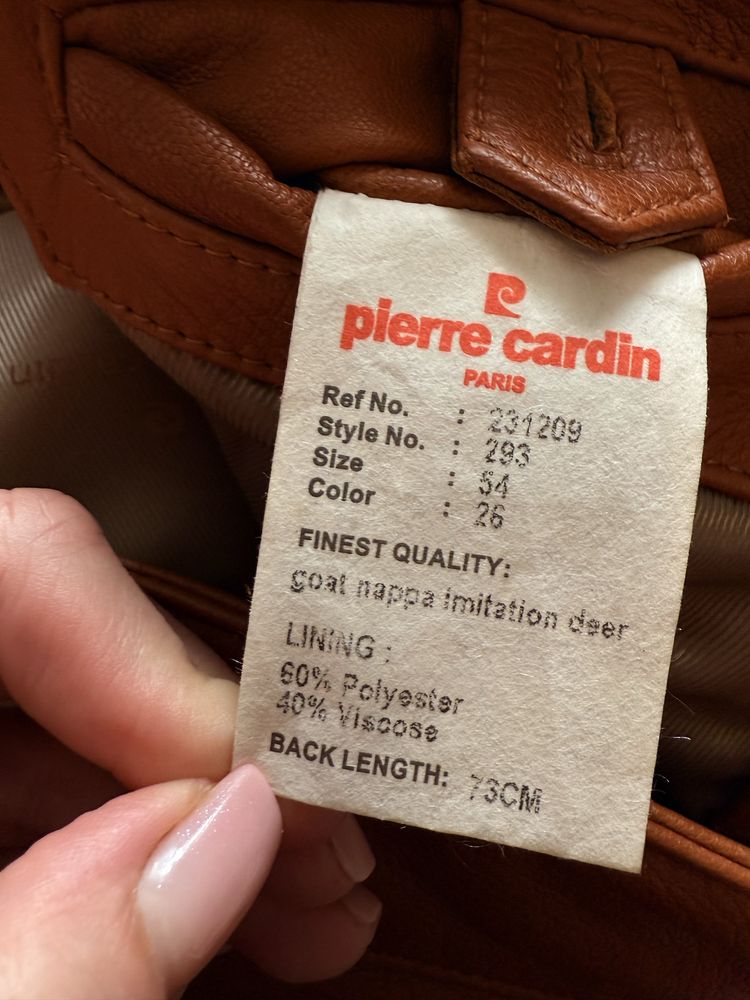 pierre cardin
PARIS
Ref No. : 231209
Style No. : 293
Size : 54
Color : 26
FINEST QUALITY:
goat nappa imitation deer
LINING :
60% Polyester
40% Viscose
BACK LENGTH: 73CM